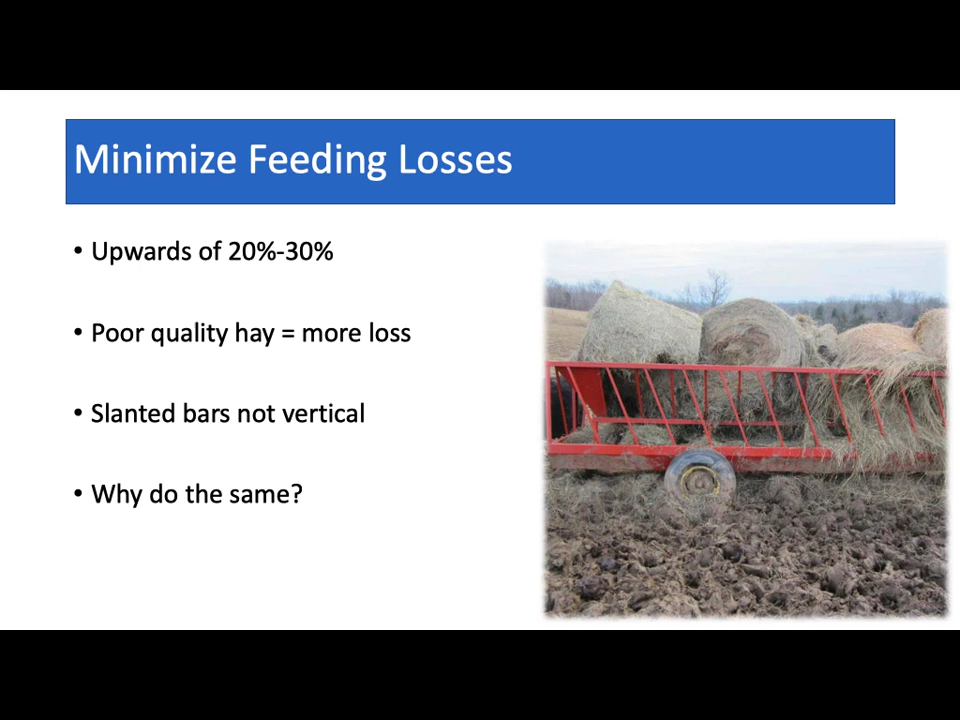 Minimize Feeding Losses
• Upwards of 20%-30%
• Poor quality hay = more loss
• Slanted bars not vertical
• Why do the same?